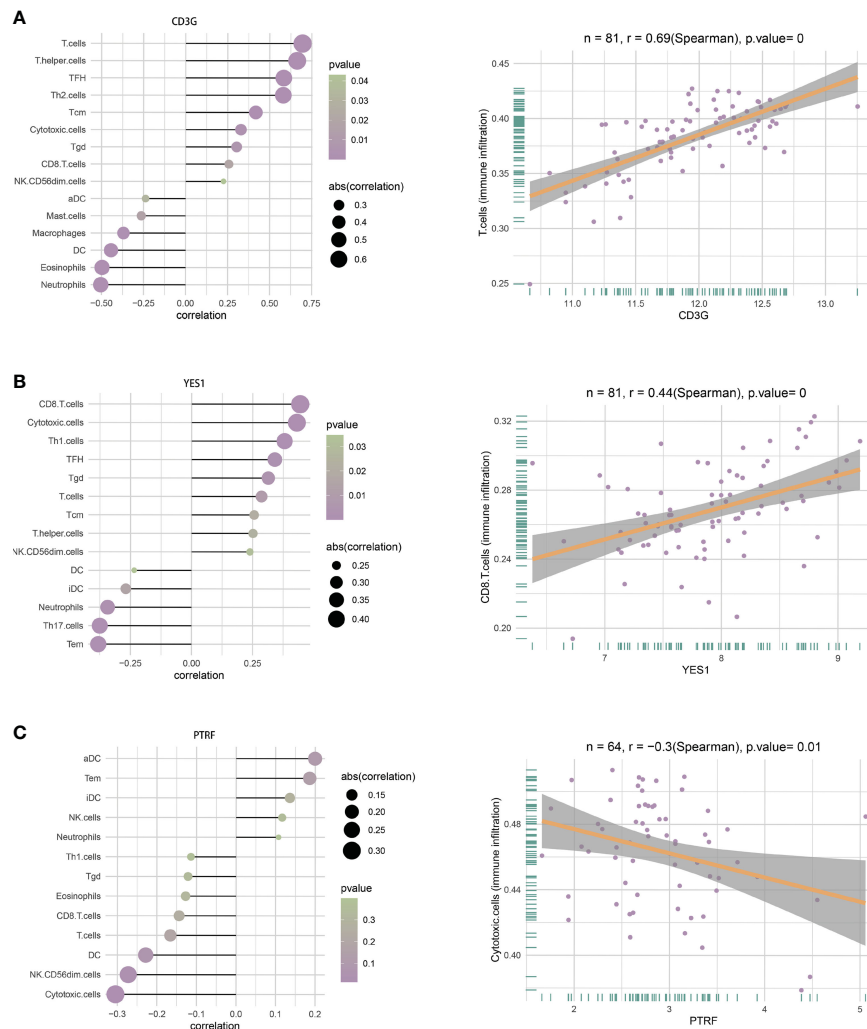 A
CD3G
T.cells
T.helper.cells
TFH
Th2.cells
Tcm
Cytotoxic.cells
Tgd
CD8.T.cells
NK.CD56dim.cells
aDC
Mast.cells
Macrophages
DC
Eosinophils
Neutrophils
−0.50 −0.25 0.00 0.25 0.50 0.75
correlation
pvalue
0.04
0.03
0.02
0.01
abs(correlation)
0.3
0.4
0.5
0.6
n = 81, r = 0.69(Spearman), p.value= 0
T.cells (immune infiltration)
0.45
0.40
0.35
0.30
0.25
11.0 11.5 12.0 12.5 13.0
CD3G
B
YES1
CD8.T.cells
Cytotoxic.cells
Th1.cells
TFH
Tgd
T.cells
Tcm
T.helper.cells
NK.CD56dim.cells
DC
iDC
Neutrophils
Th17.cells
Tem
−0.25 0.00 0.25
correlation
pvalue
0.03
0.02
0.01
abs(correlation)
0.25
0.30
0.35
0.40
n = 81, r = 0.44(Spearman), p.value= 0
CD8.T.cells (immune infiltration)
0.32
0.28
0.24
0.20
7 8 9
YES1
C
PTRF
aDC
Tem
iDC
NK.cells
Neutrophils
Th1.cells
Tgd
Eosinophils
CD8.T.cells
T.cells
DC
NK.CD56dim.cells
Cytotoxic.cells
−0.3 −0.2 −0.1 0.0 0.1 0.2
correlation
abs(correlation)
0.15
0.20
0.25
0.30
pvalue
0.3
0.2
0.1
n = 64, r = −0.3(Spearman), p.value= 0.01
Cytotoxic.cells (immune infiltration)
0.48
0.44
0.40
2 3 4 5
PTRF